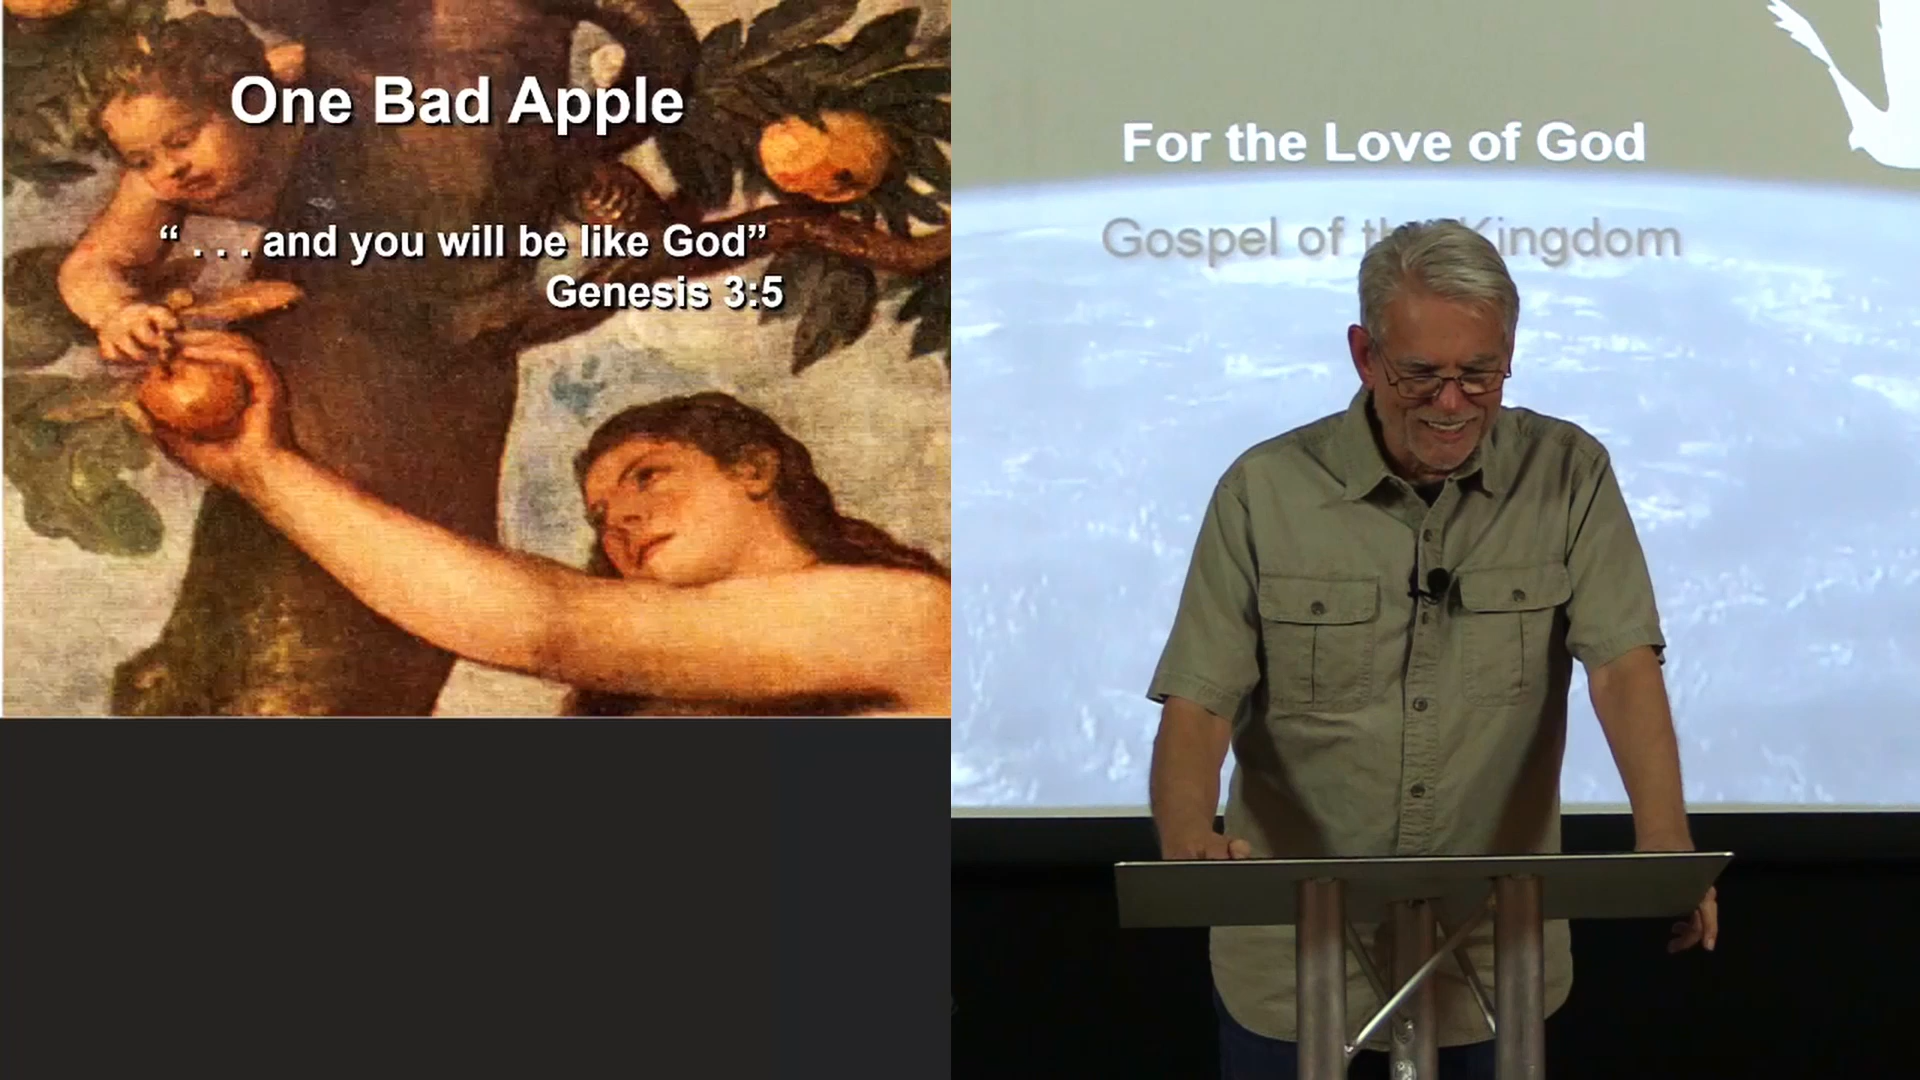 One Bad Apple
“ . . . and you will be like God”
Genesis 3:5
For the Love of God
Gospel of the Kingdom